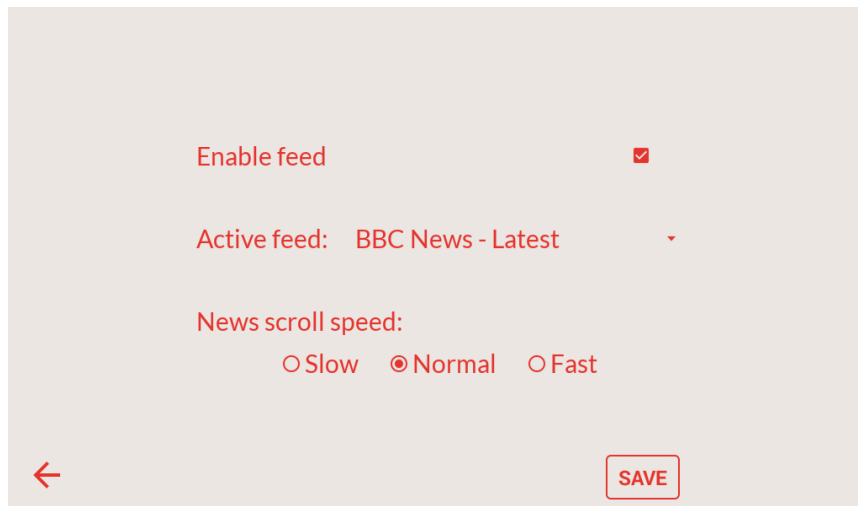 Enable feed
Active feed: BBC News - Latest
News scroll speed:
Slow Normal Fast
SAVE